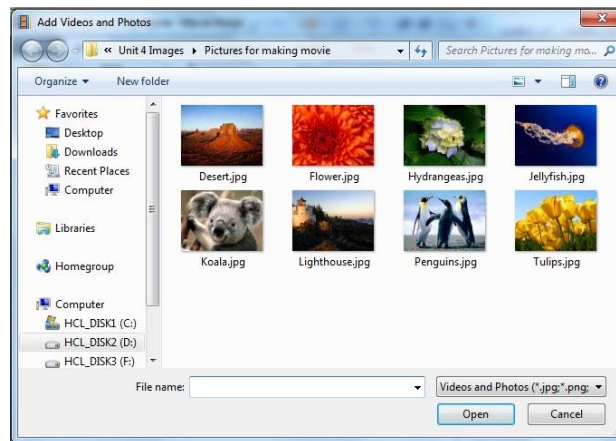 Add Videos and Photos
« Unit 4 Images Pictures for making movie
Search Pictures for making mo...
Organize New folder
Favorites
Desktop
Downloads
Recent Places
Computer
Libraries
Homegroup
Computer
HCL_DISK1 (C:)
HCL_DISK2 (D:)
HCL_DISK3 (F:)
Desert.jpg Flower.jpg Hydrangeas.jpg Jellyfish.jpg
Koala.jpg Lighthouse.jpg Penguins.jpg Tulips.jpg
File name: Videos and Photos (*.jpg;*.png;
Open Cancel